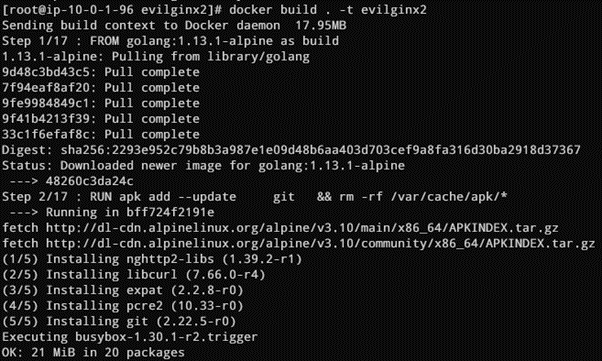 [root@ip-10-0-1-96 evilginx2]# docker build . -t evilginx2
Sending build context to Docker daemon  17.95MB
Step 1/17 : FROM golang:1.13.1-alpine as build
1.13.1-alpine: Pulling from library/golang
9d48c3bd43c5: Pull complete
7f94eaf8af20: Pull complete
9fe9984849c1: Pull complete
9f41b4213f39: Pull complete
33c1f6efaf8c: Pull complete
Digest: sha256:2293e952c79b8b3a987e1e09d48b6aa403d703cef9a8fa316d30ba2918d37367
Status: Downloaded newer image for golang:1.13.1-alpine
 ---> 48260c3da24c
Step 2/17 : RUN apk add --update     git   && rm -rf /var/cache/apk/*
 ---> Running in bff724f2191e
fetch http://dl-cdn.alpinelinux.org/alpine/v3.10/main/x86_64/APKINDEX.tar.gz
fetch http://dl-cdn.alpinelinux.org/alpine/v3.10/community/x86_64/APKINDEX.tar.gz
(1/5) Installing nghttp2-libs (1.39.2-r1)
(2/5) Installing libcurl (7.66.0-r4)
(3/5) Installing expat (2.2.8-r0)
(4/5) Installing pcre2 (10.33-r0)
(5/5) Installing git (2.22.5-r0)
Executing busybox-1.30.1-r2.trigger
OK: 21 MiB in 20 packages